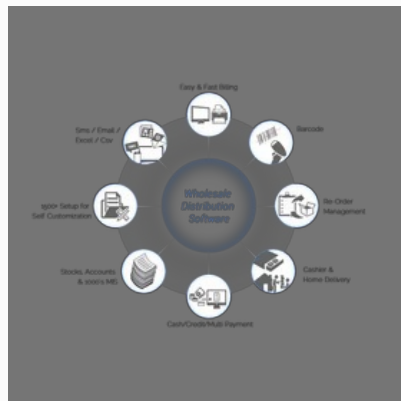 Easy & Fast Billing
Sms / Email /
Excel / Csv
Barcode
Wholesale
Distribution
Software
1500+ Setup for
Self Customization
Re-Order
Management
Stocks, Accounts
& 1000's MIS
Cashier &
Home Delivery
Cash/Credit/Multi Payment